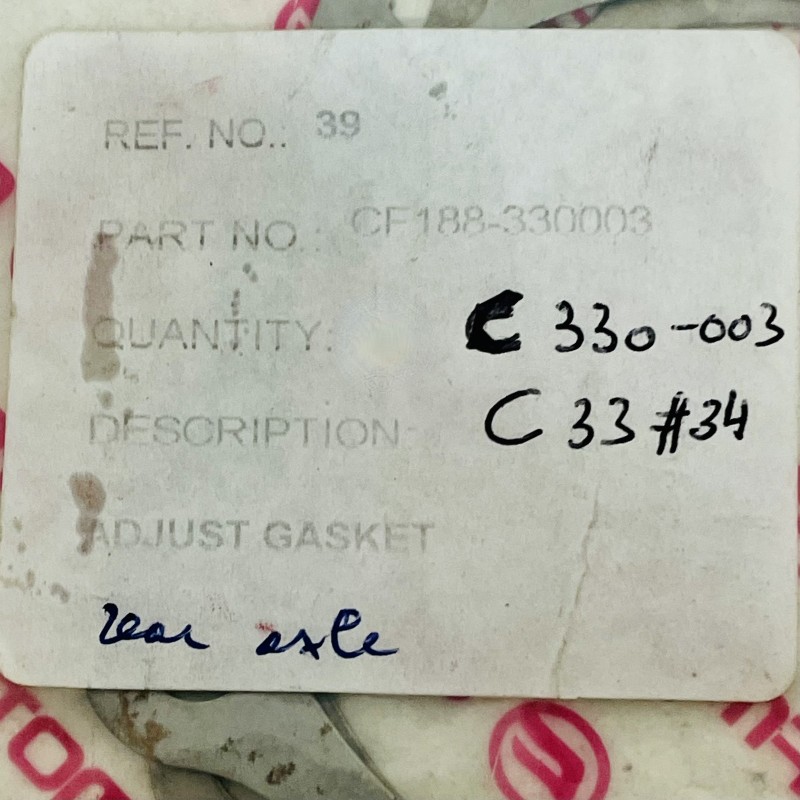 REF. NO.: 39
PART NO.: CF188-330003
QUANTITY:
C 330-003
DESCRIPTION:
C 33 #34
ADJUST GASKET
rear axle